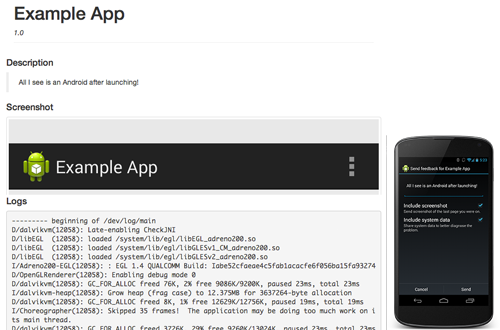 Example App
1.0
Description
All I see is an Android after launching!
Screenshot
Example App
Logs
--------- beginning of /dev/log/main
D/dalvikvm(12058): Late-enabling CheckJNI
D/libEGL  (12058): loaded /system/lib/egl/libEGL_adreno200.so
D/libEGL  (12058): loaded /system/lib/egl/libGLESv1_CM_adreno200.so
D/libEGL  (12058): loaded /system/lib/egl/libGLESv2_adreno200.so
I/Adreno200-EGL(12058): : EGL 1.4 QUALCOMM Build: Iabe52cfaeae4c5fab1acacfe6f056ba15fa93274
D/OpenGLRenderer(12058): Enabling debug mode 0
D/dalvikvm(12058): GC_FOR_ALLOC freed 76K, 2% free 9086K/9200K, paused 23ms, total 23ms
I/dalvikvm-heap(12058): Grow heap (frag case) to 12.375MB for 3637264-byte allocation
D/dalvikvm(12058): GC_FOR_ALLOC freed 8K, 1% free 12629K/12756K, paused 19ms, total 19ms
I/Choreographer(12058): Skipped 35 frames!  The application may be doing too much work on i
ts main thread.
D/dalvikvm(12058): GC_FOR_ALLOC freed 3776K, 29% free 9260K/13024K, paused 23ms, total 23ms
Send feedback for Example App
All I see is an Android after launching!
Include screenshot
Send screenshot of the last page you were on.
Include system data
Share system data to better diagnose the
problem.
Cancel
Send